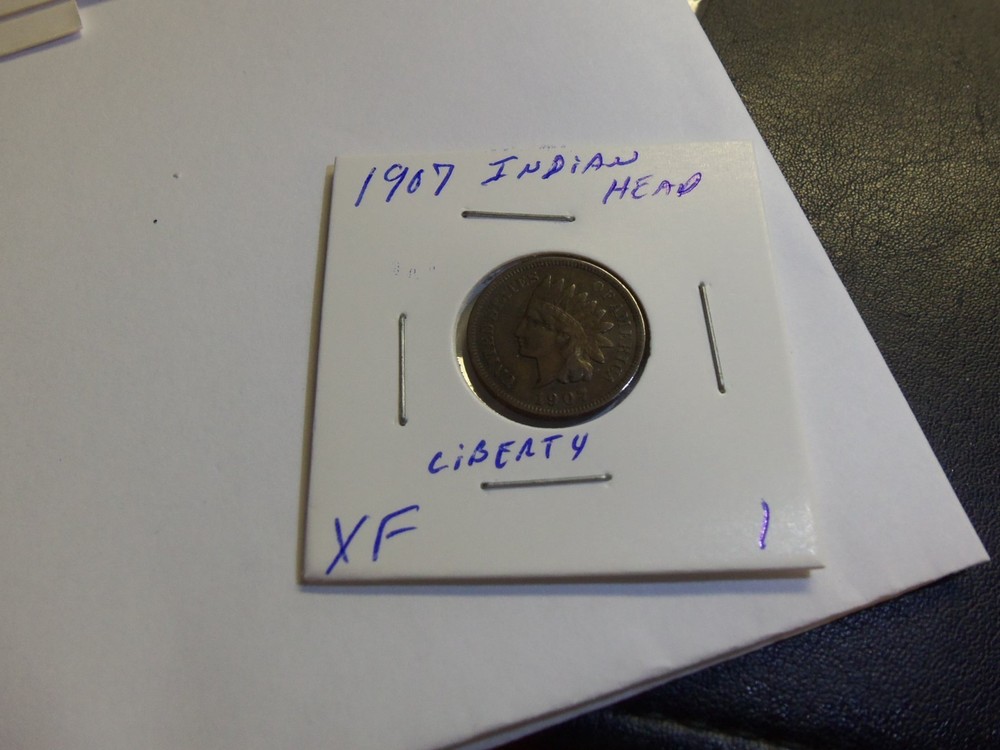 1907 INDiAN
HEAD
UNITED STATES OF AMERICA
1907
LiBERTY
XF
1